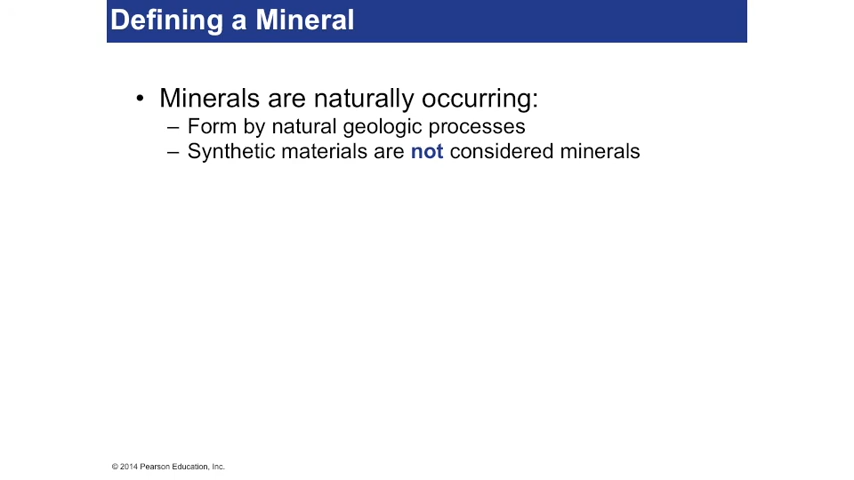 Defining a Mineral
• Minerals are naturally occurring:
– Form by natural geologic processes
– Synthetic materials are not considered minerals
© 2014 Pearson Education, Inc.